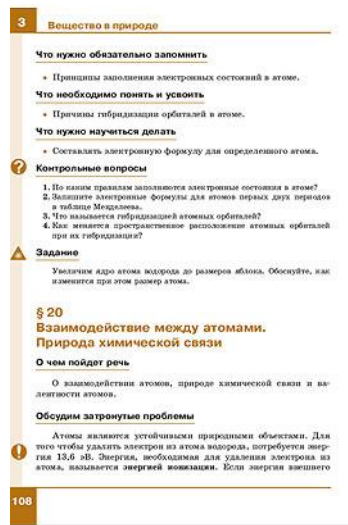 3
Вещество в природе
Что нужно обязательно запомнить
• Принципы заполнения электронных состояний в атоме.
Что необходимо понять и усвоить
• Причины гибридизации орбиталей в атоме.
Что нужно научиться делать
• Составлять электронную формулу для определенного атома.
? Контрольные вопросы
1. По каким правилам заполняются электронные состояния в атоме?
2. Запишите электронные формулы для атомов первых двух периодов
в таблице Менделеева.
3. Что называется гибридизацией атомных орбиталей?
4. Как меняется пространственное расположение атомных орбиталей
при их гибридизации?
Задание
Увеличим ядро атома водорода до размеров яблока. Обоснуйте, как
изменится при этом размер атома.
§ 20
Взаимодействие между атомами.
Природа химической связи
О чем пойдет речь
О взаимодействии атомов, природе химической связи и ва-
лентности атомов.
Обсудим затронутые проблемы
Атомы являются устойчивыми природными объектами. Для
того чтобы удалить электрон из атома водорода, потребуется энер-
! гия 13,6 эВ. Энергия, необходимая для удаления электрона из
атома, называется энергией ионизации. Если энергия внешнего
108